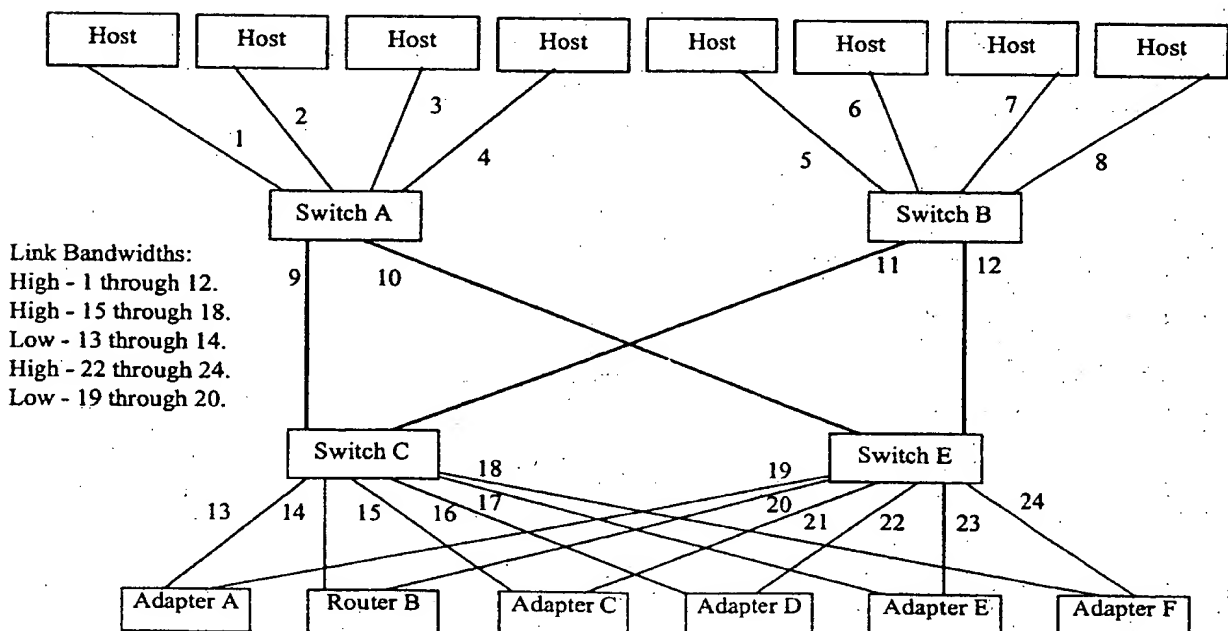 Host Host Host Host Host Host Host Host
1 2 3 4 5 6 7 8
Switch A Switch B
Link Bandwidths:
High - 1 through 12.
High - 15 through 18.
Low - 13 through 14.
High - 22 through 24.
Low - 19 through 20.
9 10 11 12
Switch C Switch E
13 14 15 16 17 18 19 20 21 22 23 24
Adapter A Router B Adapter C Adapter D Adapter E Adapter F